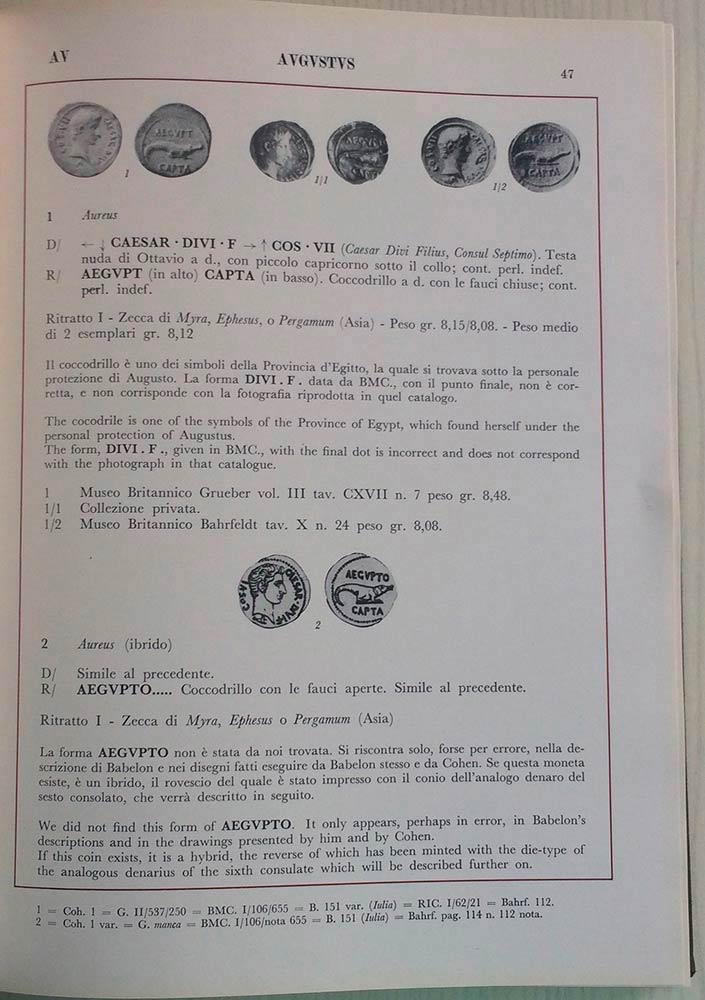 AV
AVGVSTVS
47
1
1/1
1/2
1 Aureus
D/ ← ↓ CAESAR · DIVI · F → ↑ COS · VII (Caesar Divi Filius, Consul Septimo). Testa
nuda di Ottavio a d., con piccolo capricorno sotto il collo; cont. perl. indef.
R/ AEGVPT (in alto) CAPTA (in basso). Coccodrillo a d. con le fauci chiuse; cont.
perl. indef.
Ritratto I - Zecca di Myra, Ephesus, o Pergamum (Asia) - Peso gr. 8,15/8,08. - Peso medio
di 2 esemplari gr. 8,12
Il coccodrillo è uno dei simboli della Provincia d'Egitto, la quale si trovava sotto la personale
protezione di Augusto. La forma DIVI . F . data da BMC., con il punto finale, non è cor-
retta, e non corrisponde con la fotografia riprodotta in quel catalogo.
The cocodrile is one of the symbols of the Province of Egypt, which found herself under the
personal protection of Augustus.
The form, DIVI . F ., given in BMC., with the final dot is incorrect and does not correspond
with the photograph in that catalogue.
1 Museo Britannico Grueber vol. III tav. CXVII n. 7 peso gr. 8,48.
1/1 Collezione privata.
1/2 Museo Britannico Bahrfeldt tav. X n. 24 peso gr. 8,08.
AEGVPTO
CAPTA
2
2 Aureus (ibrido)
D/ Simile al precedente.
R/ AEGVPTO..... Coccodrillo con le fauci aperte. Simile al precedente.
Ritratto I - Zecca di Myra, Ephesus o Pergamum (Asia)
La forma AEGVPTO non è stata da noi trovata. Si riscontra solo, forse per errore, nella de-
scrizione di Babelon e nei disegni fatti eseguire da Babelon stesso e da Cohen. Se questa moneta
esiste, è un ibrido, il rovescio del quale è stato impresso con il conio dell'analogo denaro del
sesto consolato, che verrà descritto in seguito.
We did not find this form of AEGVPTO. It only appears, perhaps in error, in Babelon's
descriptions and in the drawings presented by him and by Cohen.
If this coin exists, it is a hybrid, the reverse of which has been minted with the die-type of
the analogous denarius of the sixth consulate which will be described further on.
1 = Coh. 1 = G. II/537/250 = BMC. I/106/655 = B. 151 var. (Iulia) = RIC. I/62/21 = Bahrf. 112.
2 = Coh. 1 var. = G. manca = BMC. I/106/nota 655 = B. 151 (Iulia) = Bahrf. pag. 114 n. 112 nota.